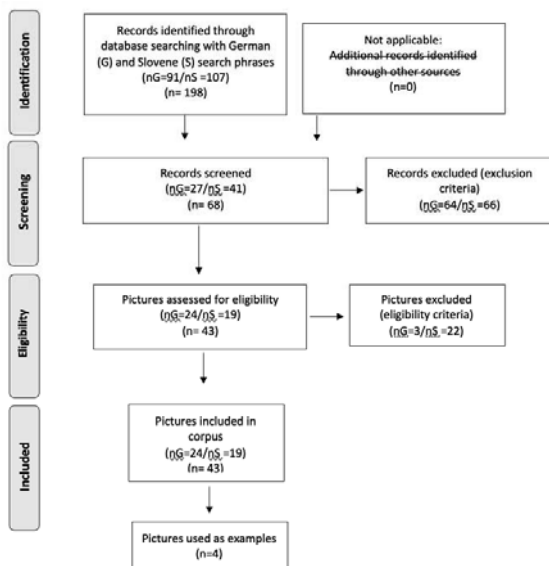 Identification
Records identified through
database searching with German
(G) and Slovene (S) search phrases
(nG=91/nS =107)
(n= 198)
Not applicable:
Additional records identified
through other sources
(n=0)
Screening
Records screened
(nG=27/nS.=41)
(n= 68)
Records excluded (exclusion
criteria)
(nG=64/nS =66)
Eligibility
Pictures assessed for eligibility
(nG=24/nS.=19)
(n= 43)
Pictures excluded
(eligibility criteria)
(nG=3/nS.=22)
Included
Pictures included in
corpus
(nG=24/nS.=19)
(n= 43)
Pictures used as examples
(n=4)